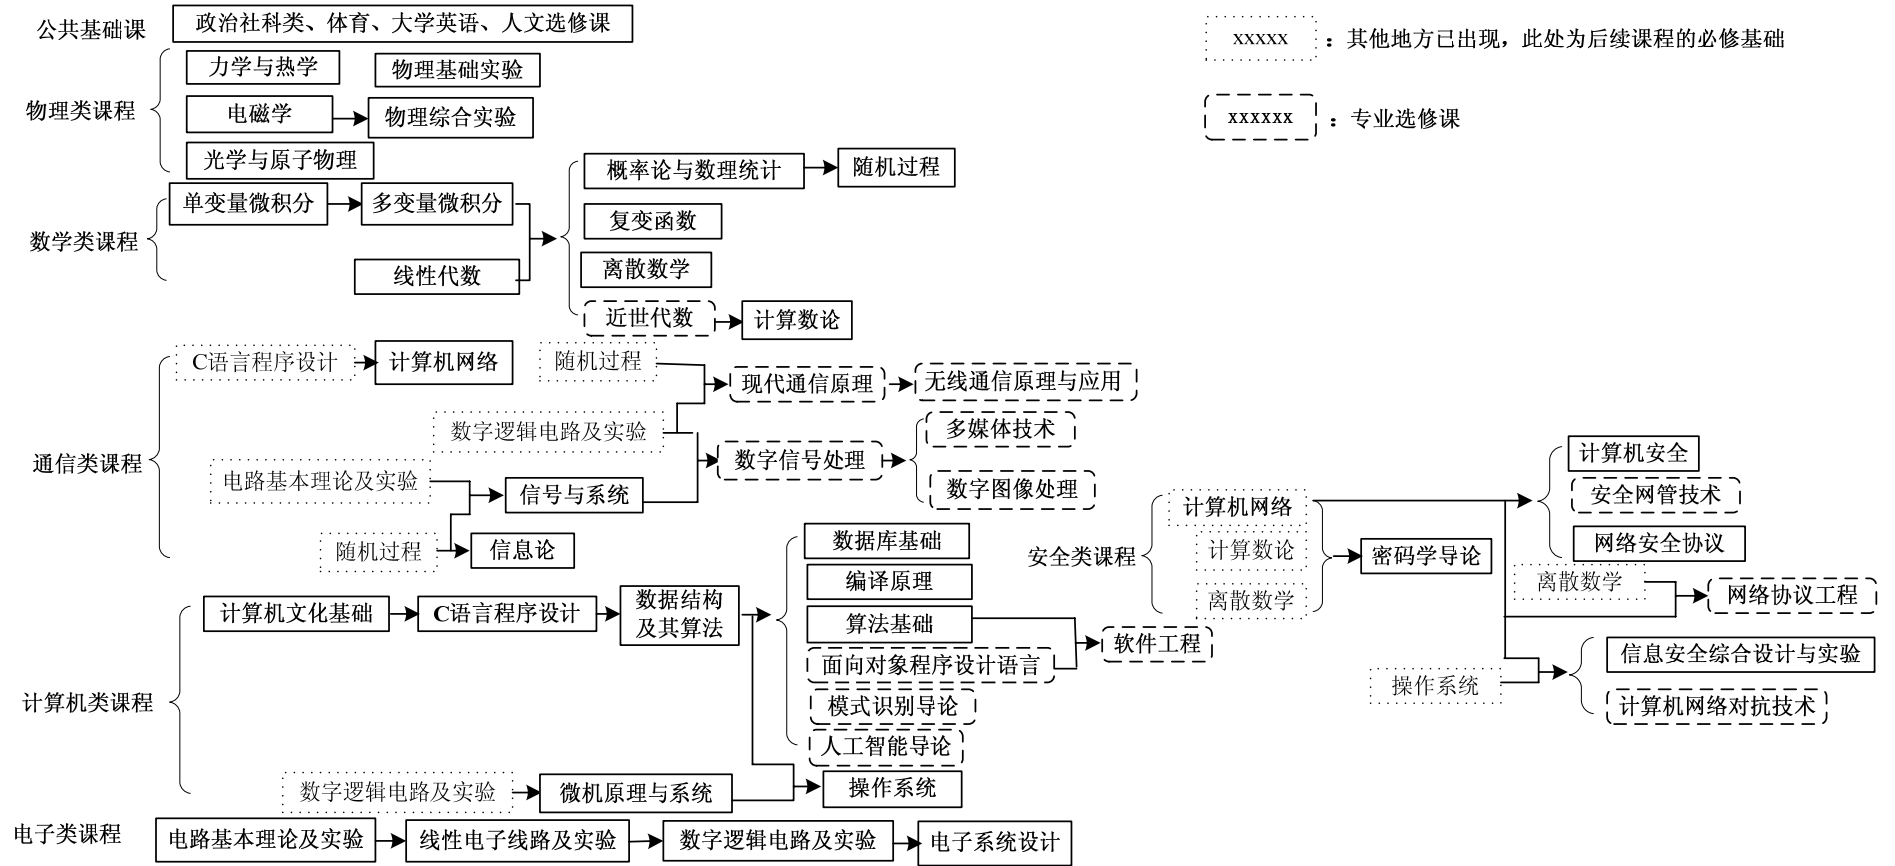 公共基础课
政治社科类、体育、大学英语、人文选修课
xxxxx
：其他地方已出现，此处为后续课程的必修基础
xxxxxx
：专业选修课
物理类课程
力学与热学
物理基础实验
电磁学
物理综合实验
光学与原子物理
数学类课程
单变量微积分
多变量微积分
线性代数
概率论与数理统计
随机过程
复变函数
离散数学
近世代数
计算数论
通信类课程
C语言程序设计
计算机网络
随机过程
现代通信原理
无线通信原理与应用
数字逻辑电路及实验
数字信号处理
多媒体技术
数字图像处理
电路基本理论及实验
信号与系统
随机过程
信息论
安全类课程
计算机网络
计算数论
离散数学
密码学导论
计算机安全
安全网管技术
网络安全协议
离散数学
网络协议工程
操作系统
信息安全综合设计与实验
计算机网络对抗技术
计算机类课程
计算机文化基础
C语言程序设计
数据结构
及其算法
数据库基础
编译原理
算法基础
面向对象程序设计语言
软件工程
模式识别导论
人工智能导论
数字逻辑电路及实验
微机原理与系统
操作系统
电子类课程
电路基本理论及实验
线性电子线路及实验
数字逻辑电路及实验
电子系统设计